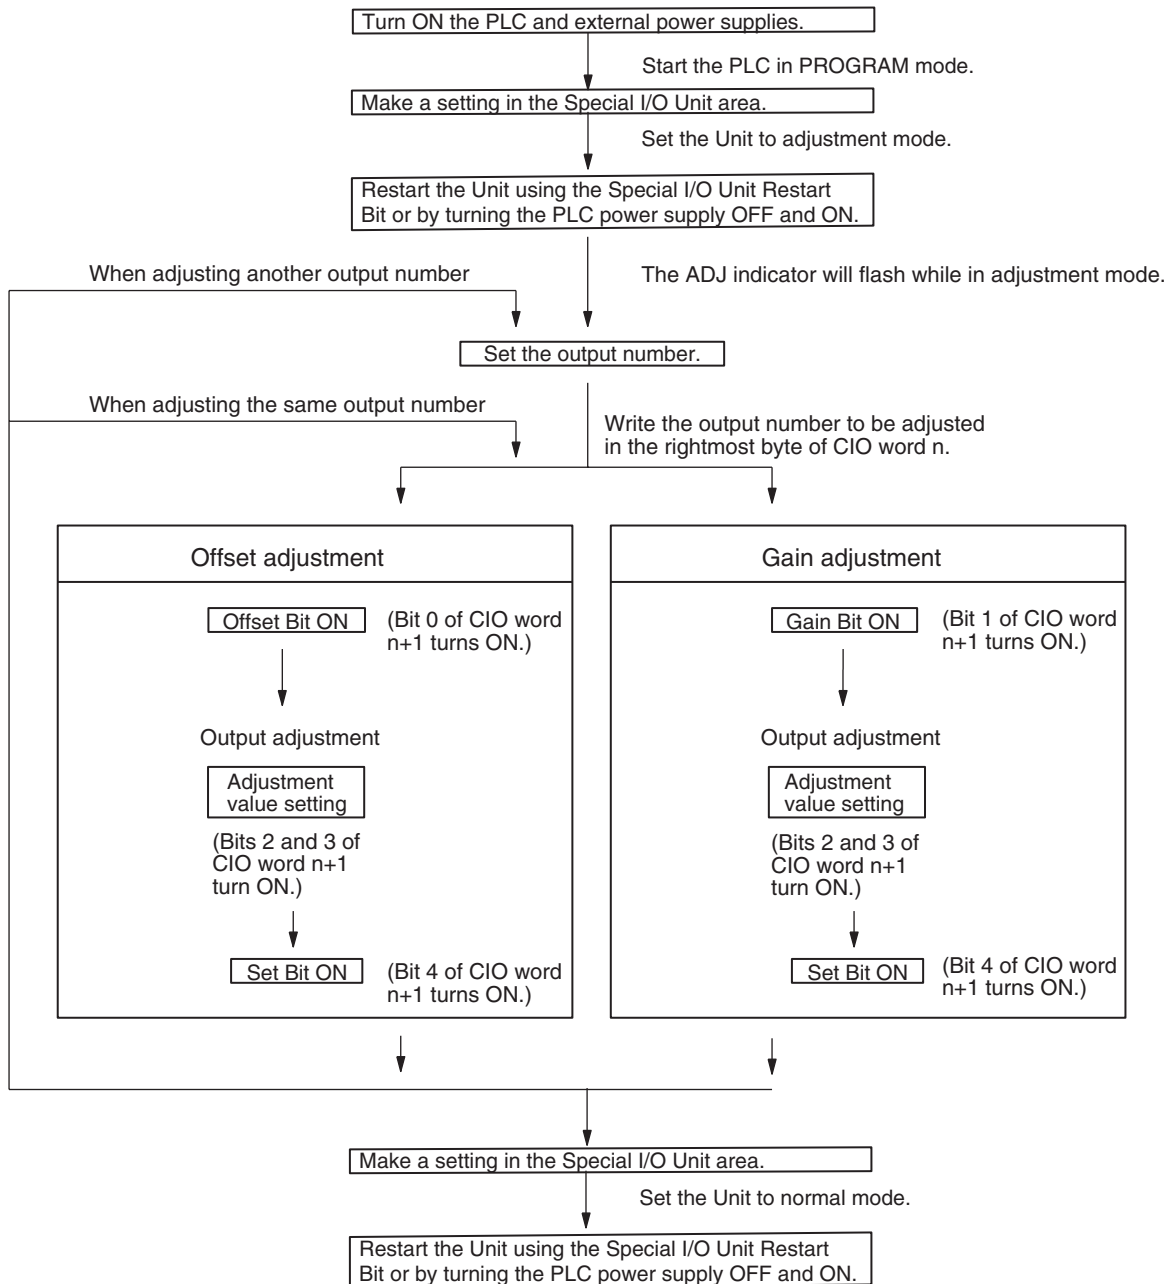 Turn ON the PLC and external power supplies.
Start the PLC in PROGRAM mode.
Make a setting in the Special I/O Unit area.
Set the Unit to adjustment mode.
Restart the Unit using the Special I/O Unit Restart
Bit or by turning the PLC power supply OFF and ON.
When adjusting another output number
The ADJ indicator will flash while in adjustment mode.
Set the output number.
When adjusting the same output number
Write the output number to be adjusted
in the rightmost byte of CIO word n.
Offset adjustment
Offset Bit ON
(Bit 0 of CIO word
n+1 turns ON.)
Output adjustment
Adjustment
value setting
(Bits 2 and 3 of
CIO word n+1
turn ON.)
Set Bit ON
(Bit 4 of CIO word
n+1 turns ON.)
Gain adjustment
Gain Bit ON
(Bit 1 of CIO word
n+1 turns ON.)
Output adjustment
Adjustment
value setting
(Bits 2 and 3 of
CIO word n+1
turn ON.)
Set Bit ON
(Bit 4 of CIO word
n+1 turns ON.)
Make a setting in the Special I/O Unit area.
Set the Unit to normal mode.
Restart the Unit using the Special I/O Unit Restart
Bit or by turning the PLC power supply OFF and ON.